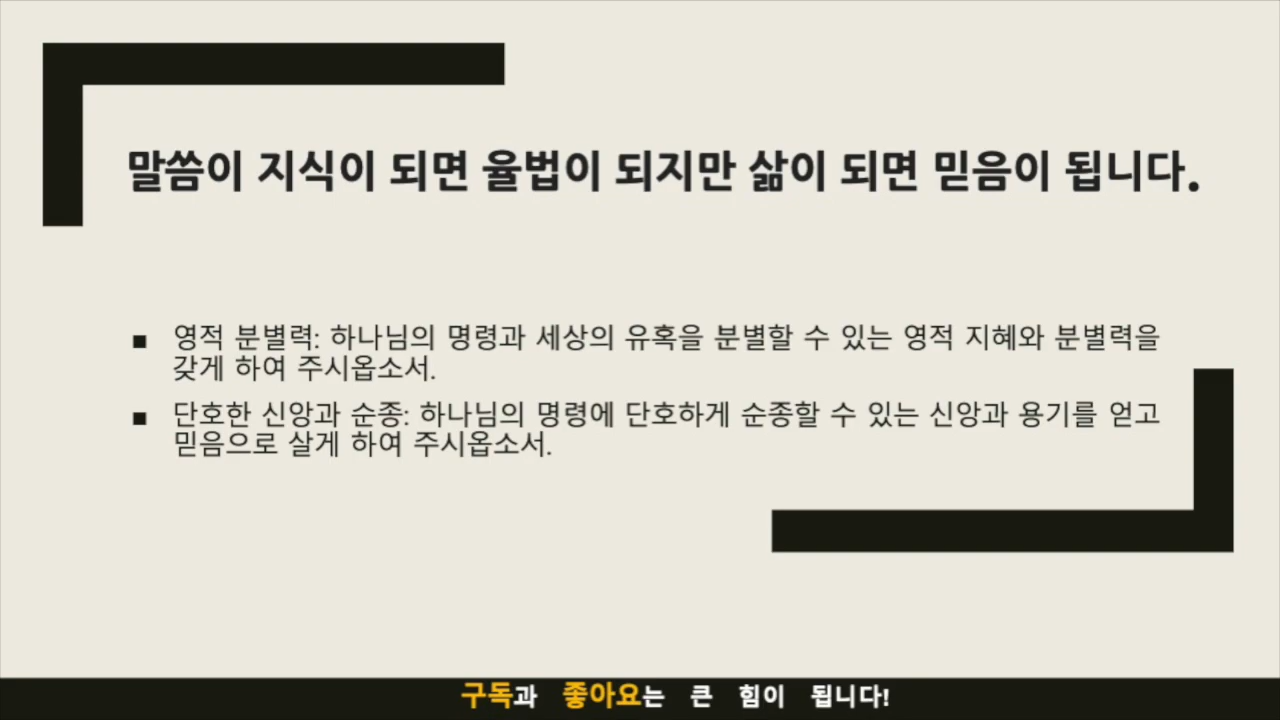 말씀이 지식이 되면 율법이 되지만 삶이 되면 믿음이 됩니다.
■ 영적 분별력: 하나님의 명령과 세상의 유혹을 분별할 수 있는 영적 지혜와 분별력을
갖게 하여 주시옵소서.
■ 단호한 신앙과 순종: 하나님의 명령에 단호하게 순종할 수 있는 신앙과 용기를 얻고
믿음으로 살게 하여 주시옵소서.
구독과 좋아요는 큰 힘이 됩니다!